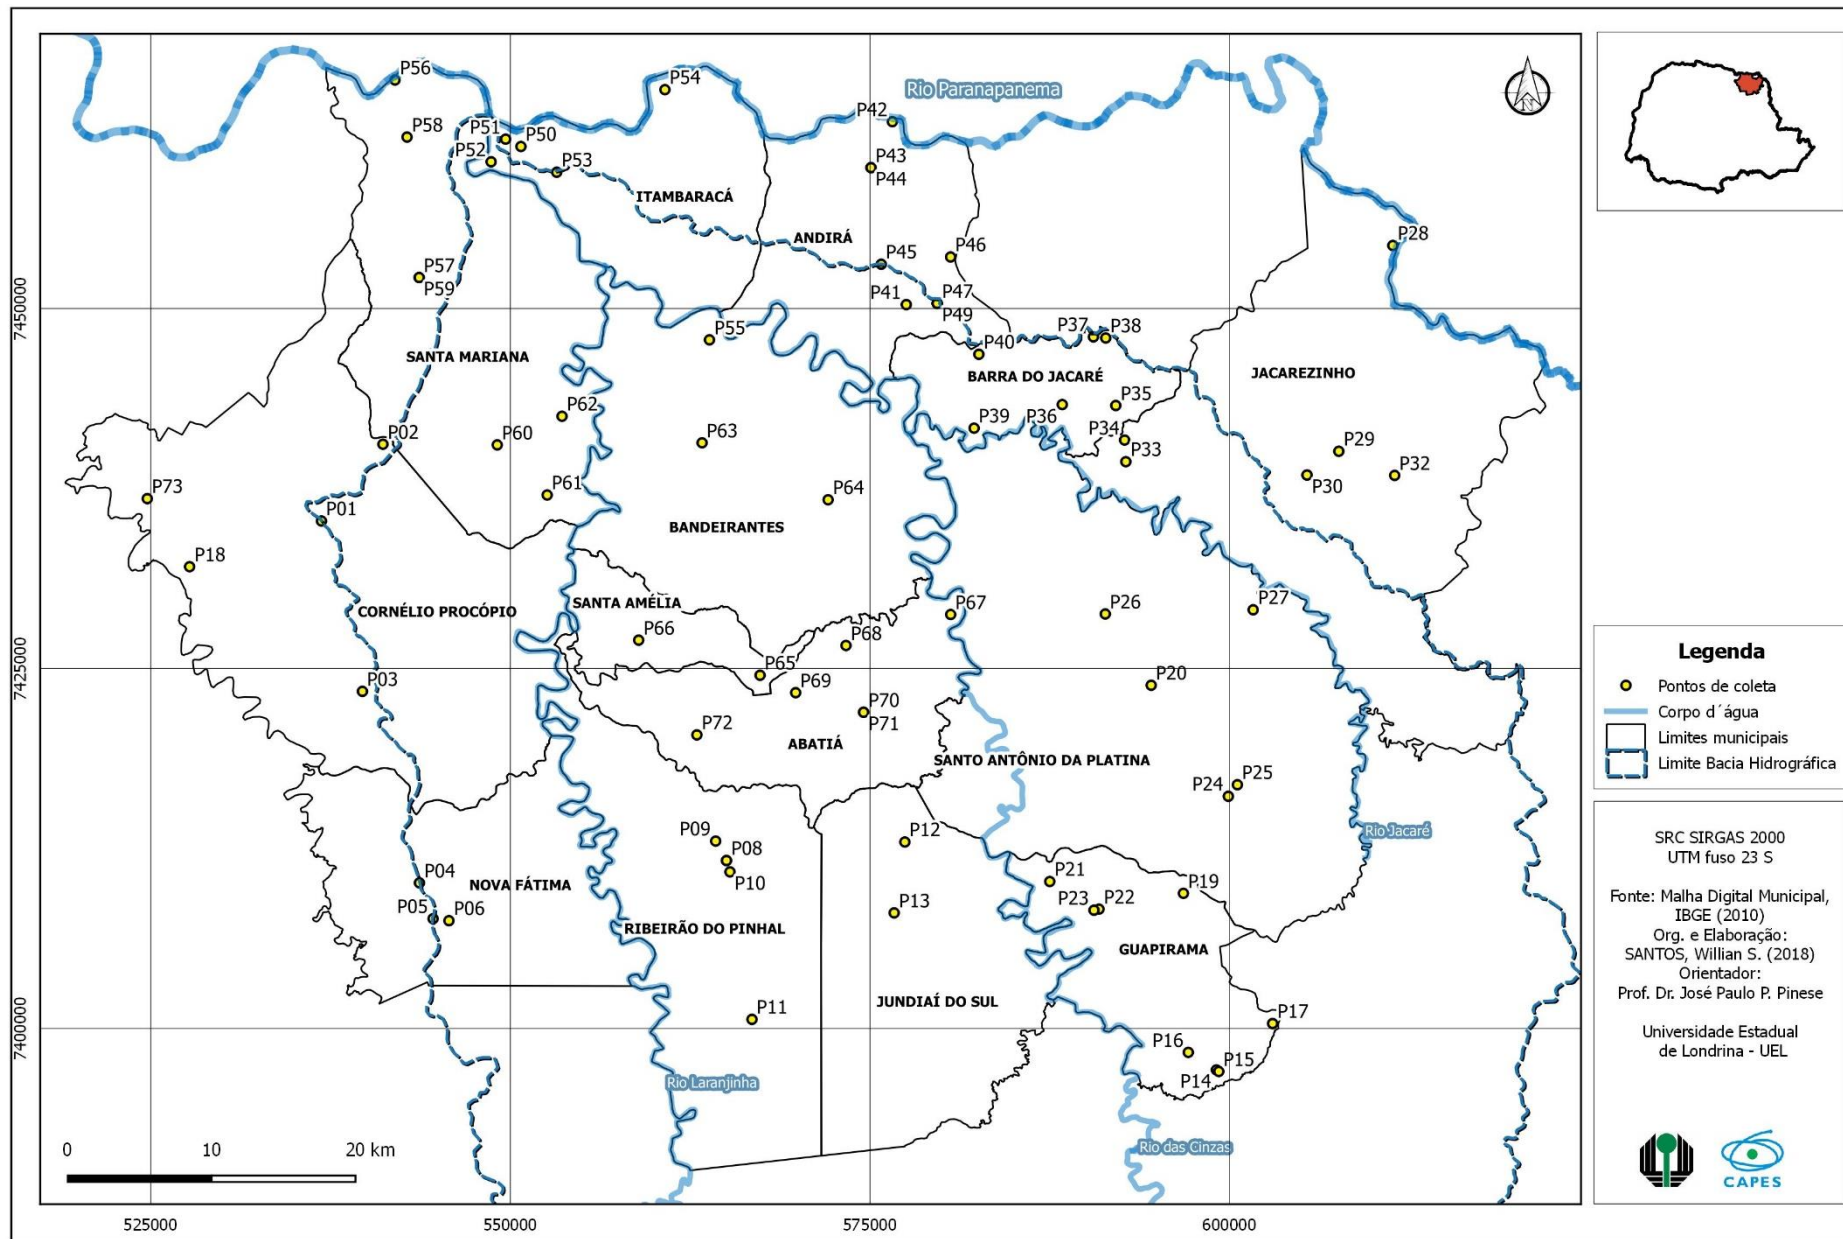 P56
P54
Rio Paranapanema
P42
P58
P51
P50
P52
P53
P43
P44
ITAMBARACÁ
ANDIRÁ
P28
P45
P46
P57
P59
P41
P47
P49
7450000
P55
P37
P38
P40
SANTA MARIANA
BARRA DO JACARÉ
JACAREZINHO
P62
P35
P02
P60
P63
P39
P36
P34
P33
P29
P32
P30
P73
P61
P64
P01
BANDEIRANTES
P18
CORNÉLIO PROCÓPIO
SANTA AMÉLIA
P67
P26
P27
P66
P68
7425000
P65
P03
P69
P20
P70
P71
P72
ABATIÁ
SANTO ANTÔNIO DA PLATINA
P24
P25
P09
P12
Rio Jacaré
P08
P10
P04
NOVA FÁTIMA
P21
P19
P05
P06
P13
P23
P22
RIBEIRÃO DO PINHAL
GUAPIRAMA
JUNDIAÍ DO SUL
P11
P17
7400000
P16
P15
P14
Rio Laranjinha
Rio das Cinzas
0 10 20 km
525000 550000 575000 600000
N
Legenda
Pontos de coleta
Corpo d´água
Limites municipais
Limite Bacia Hidrográfica
SRC SIRGAS 2000
UTM fuso 23 S
Fonte: Malha Digital Municipal,
IBGE (2010)
Org. e Elaboração:
SANTOS, Willian S. (2018)
Orientador:
Prof. Dr. José Paulo P. Pinese
Universidade Estadual
de Londrina - UEL
CAPES